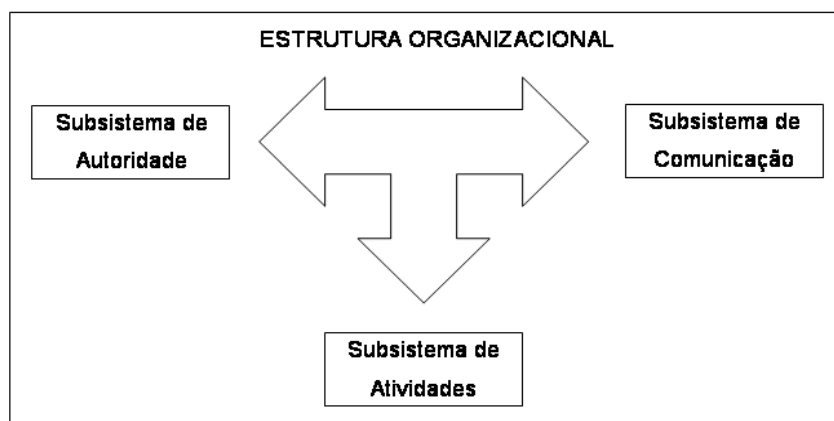 ESTRUTURA ORGANIZACIONAL
Subsistema de
Autoridade
Subsistema de
Comunicação
Subsistema de
Atividades